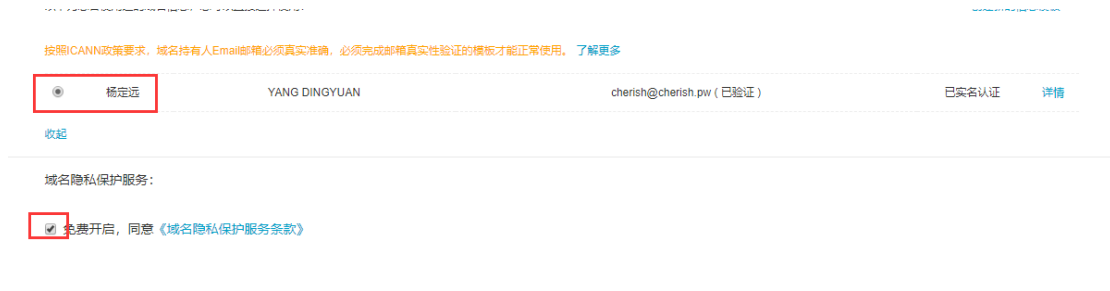 按照ICANN政策要求，域名持有人Email邮箱必须真实准确，必须完成邮箱真实性验证的模板才能正常使用。 了解更多
杨定远 YANG DINGYUAN cherish@cherish.pw ( 已验证 ) 已实名认证 详情
收起
域名隐私保护服务：
免费开启，同意《域名隐私保护服务条款》